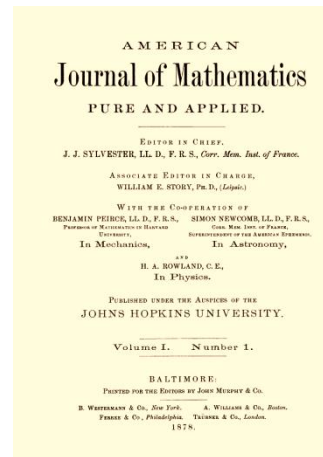 AMERICAN
Journal of Mathematics
PURE AND APPLIED.
EDITOR IN CHIEF,
J. J. SYLVESTER, LL. D., F. R. S., Corr. Mem. Inst. of France.
ASSOCIATE EDITOR IN CHARGE,
WILLIAM E. STORY, PH. D., (Leipsic.)
WITH THE CO-OPERATION OF
BENJAMIN PEIRCE, LL. D., F. R. S.,
PROFESSOR OF MATHEMATICS IN HARVARD
UNIVERSITY,
In Mechanics,
SIMON NEWCOMB, LL. D., F. R. S.,
CORR. MEM. INST. OF FRANCE,
SUPERINTENDENT OF THE AMERICAN EPHEMERIS,
In Astronomy,
AND
H. A. ROWLAND, C. E.,
In Physics.
PUBLISHED UNDER THE AUSPICES OF THE
JOHNS HOPKINS UNIVERSITY.
Volume I. Number 1.
BALTIMORE:
PRINTED FOR THE EDITORS BY JOHN MURPHY & CO.
B. WESTERMANN & CO., New York. A. WILLIAMS & CO., Boston.
FERREE & CO., Philadelphia. TRÜBNER & CO., London.
1878.